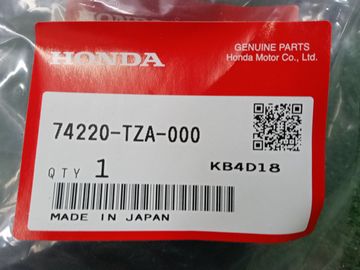 HONDA
GENUINE PARTS
Honda Motor Co., Ltd.
74220-TZA-000
QTY 1
KB4D18
MADE IN JAPAN